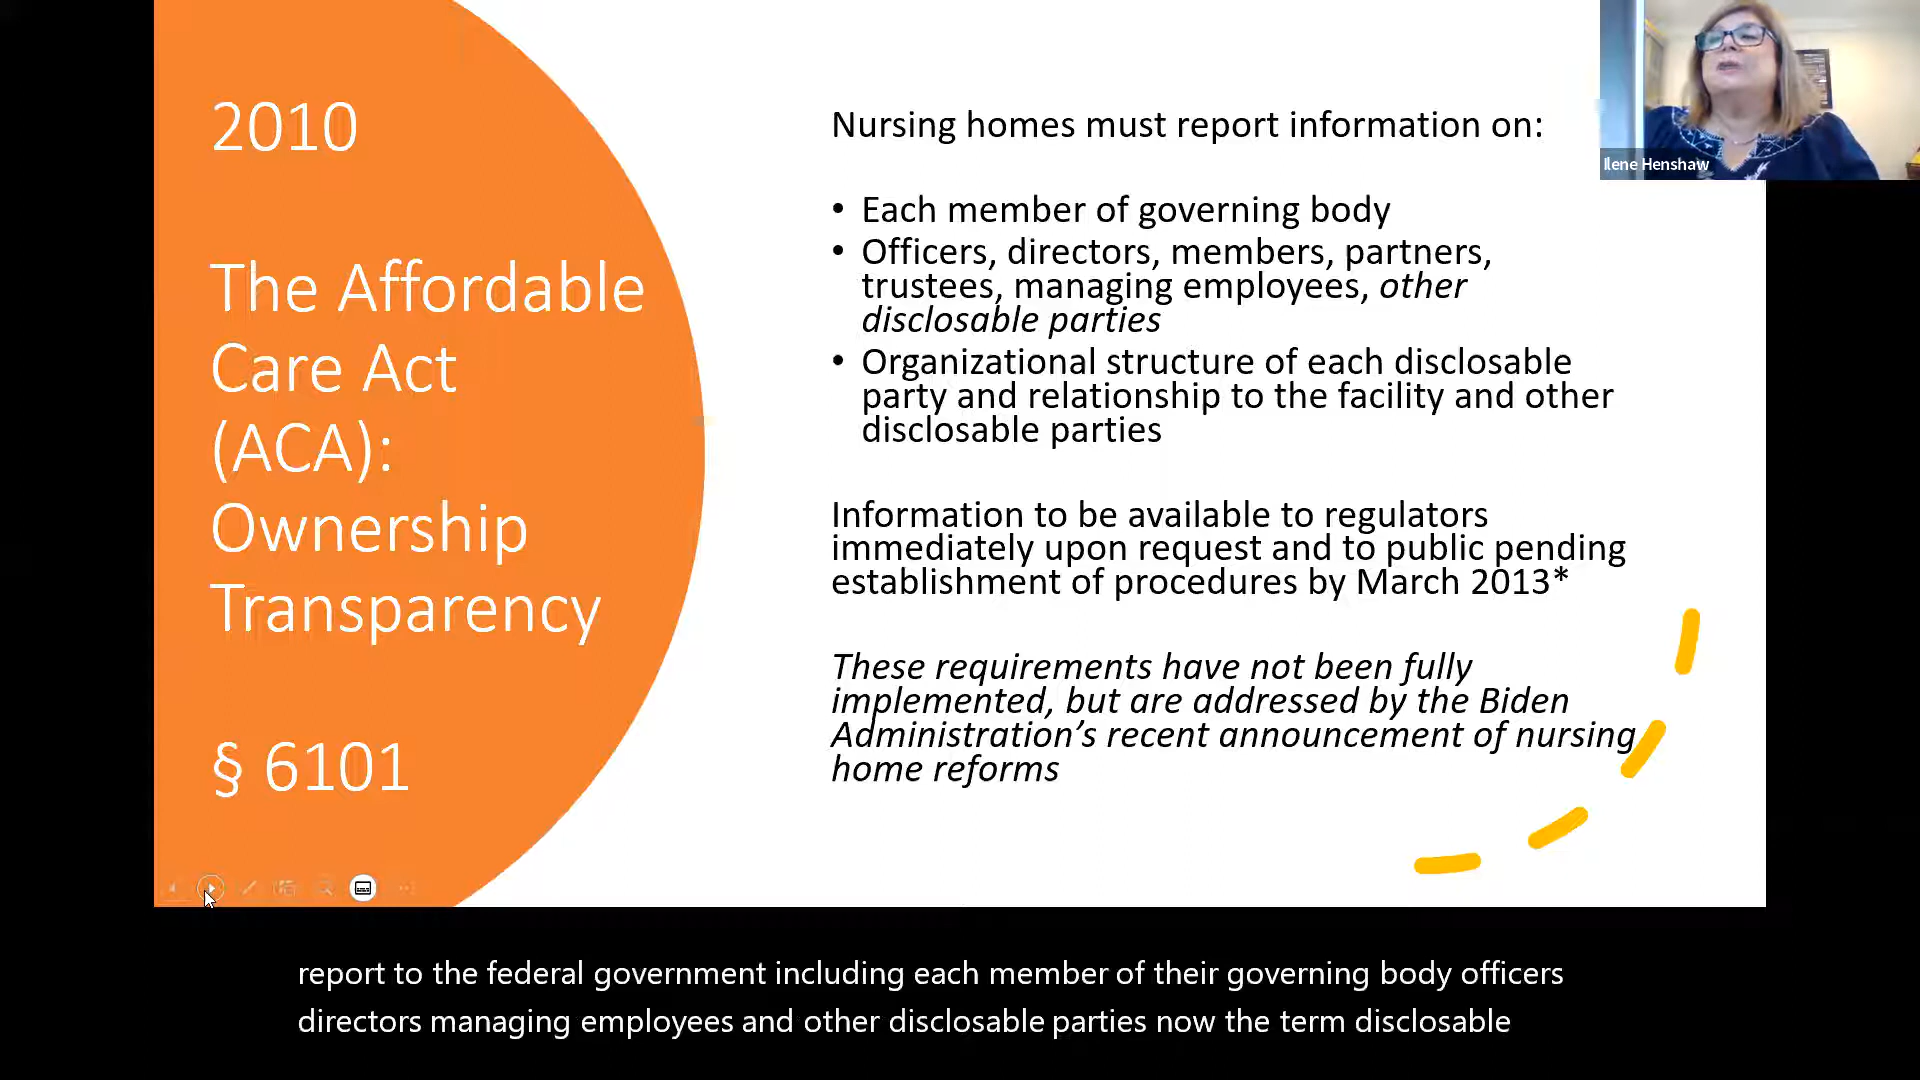 2010
The Affordable
Care Act
(ACA):
Ownership
Transparency
§ 6101
Nursing homes must report information on:
• Each member of governing body
• Officers, directors, members, partners,
trustees, managing employees, other
disclosable parties
• Organizational structure of each disclosable
party and relationship to the facility and other
disclosable parties
Information to be available to regulators
immediately upon request and to public pending
establishment of procedures by March 2013*
These requirements have not been fully
implemented, but are addressed by the Biden
Administration’s recent announcement of nursing
home reforms
Ilene Henshaw
report to the federal government including each member of their governing body officers
directors managing employees and other disclosable parties now the term disclosable